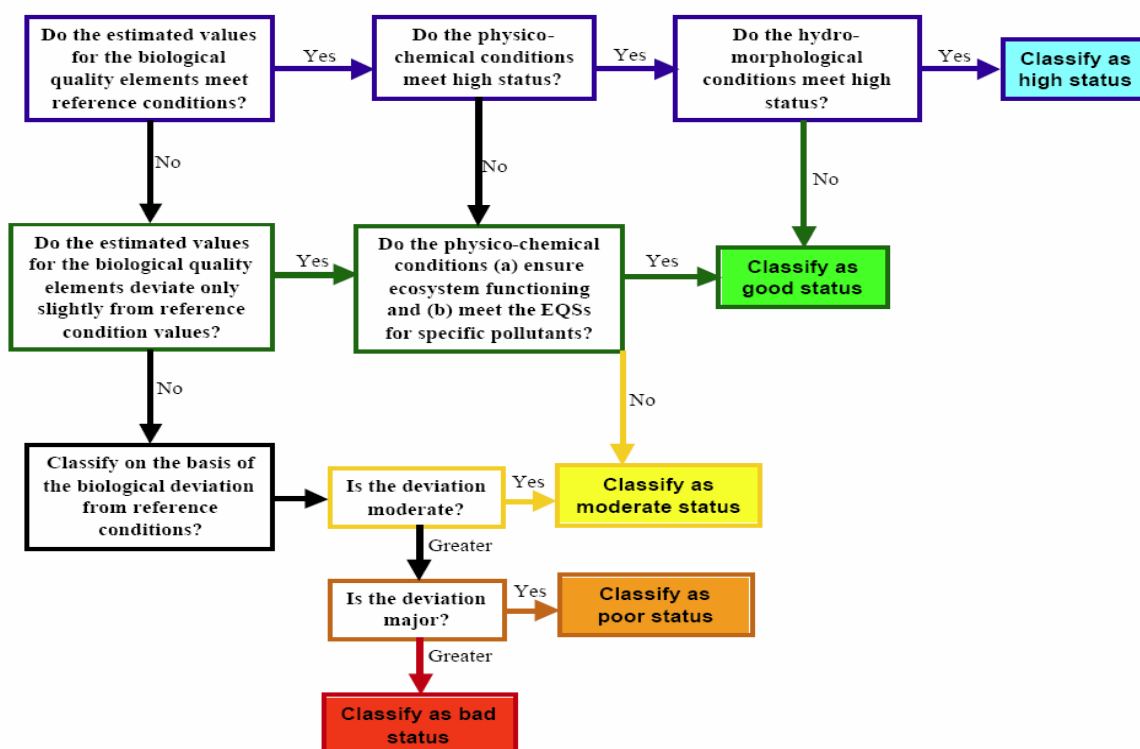 Do the estimated values
for the biological
quality elements meet
reference conditions?
Yes
Do the physico-
chemical conditions
meet high status?
Yes
Do the hydro-
morphological
conditions meet high
status?
Yes
Classify as
high status
No
No
No
Do the estimated values
for the biological quality
elements deviate only
slightly from reference
condition values?
Yes
Do the physico-chemical
conditions (a) ensure
ecosystem functioning
and (b) meet the EQSs
for specific pollutants?
Yes
Classify as
good status
No
No
Classify on the basis of
the biological deviation
from reference
conditions?
Is the deviation
moderate?
Yes
Classify as
moderate status
Greater
Is the deviation
major?
Yes
Classify as
poor status
Greater
Classify as bad
status